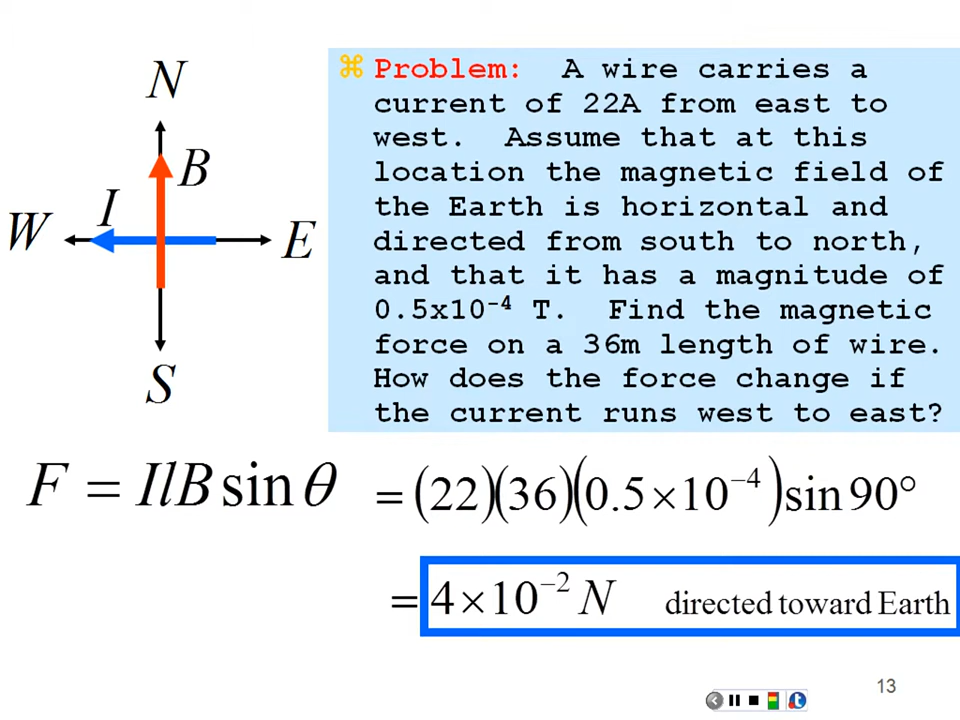 N
B
I
W
E
S
⌘ Problem: A wire carries a
current of 22A from east to
west. Assume that at this
location the magnetic field of
the Earth is horizontal and
directed from south to north,
and that it has a magnitude of
0.5x10⁻⁴ T. Find the magnetic
force on a 36m length of wire.
How does the force change if
the current runs west to east?
F = IlB sin θ = (22)(36)(0.5×10⁻⁴) sin 90°
= 4×10⁻² N directed toward Earth
13